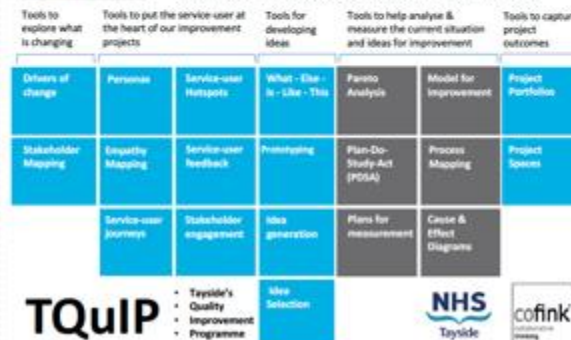 Tools to
explore what
is changing
Tools to put the service-user at
the heart of our improvement
projects
Tools for
developing
ideas
Tools to help analyse &
measure the current situation
and ideas for improvement
Tools to captur
project
outcomes
Drivers of
change
Personas
Service-user
Hotspots
What - Else -
Is - Like - This
Pareto
Analysis
Model for
Improvement
Project
Portfolios
Stakeholder
Mapping
Empathy
Mapping
Service-user
feedback
Prototyping
Plan-Do-
Study-Act
(PDSA)
Process
Mapping
Project
Spaces
Service-user
journeys
Stakeholder
engagement
Idea
generation
Plans for
measurement
Cause &
Effect
Diagrams
Idea
Selection
TQuIP
• Tayside's
• Quality
• Improvement
• Programme
NHS
Tayside
cofink
collaborative
thinking